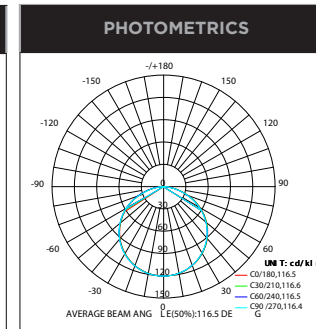 PHOTOMETRICS
-/+180
-150 150
-120 120
-90 90
-60 60
-30 30
0
30
60
90
120
150
0
UNIT: cd/kl
C0/180,116.5
C30/210,116.6
C60/240,116.5
C90/270,116.4
AVERAGE BEAM ANG LE(50%):116.5 DE G